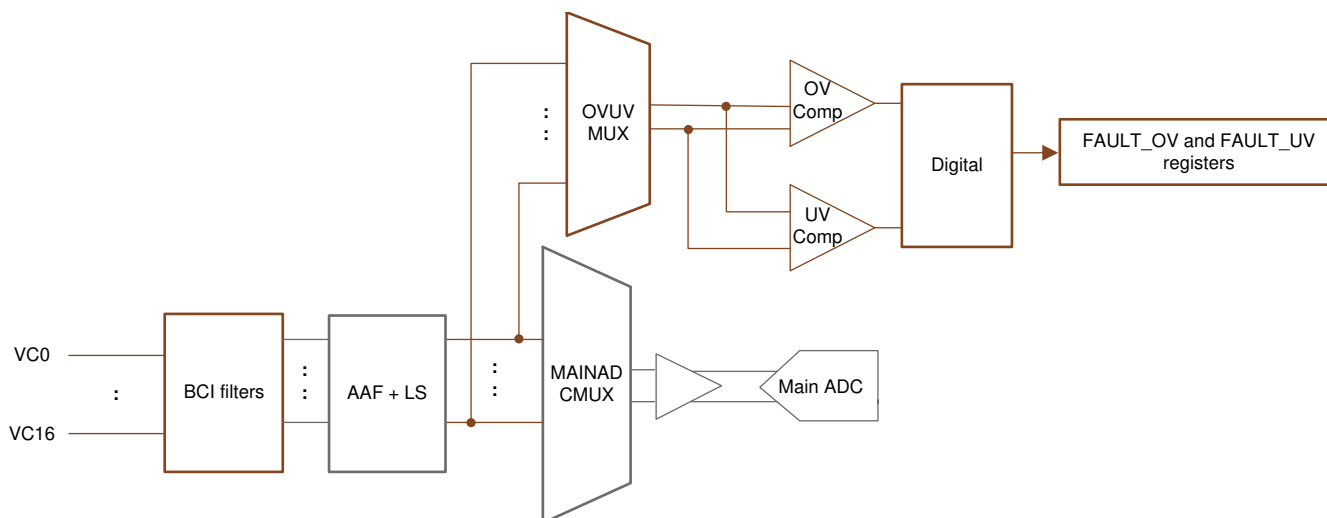 OVUV
MUX
:
:
OV
Comp
UV
Comp
Digital
FAULT_OV and FAULT_UV
registers
VC0
:
VC16
BCI filters
:
:
AAF + LS
:
:
MAINAD
CMUX
Main ADC